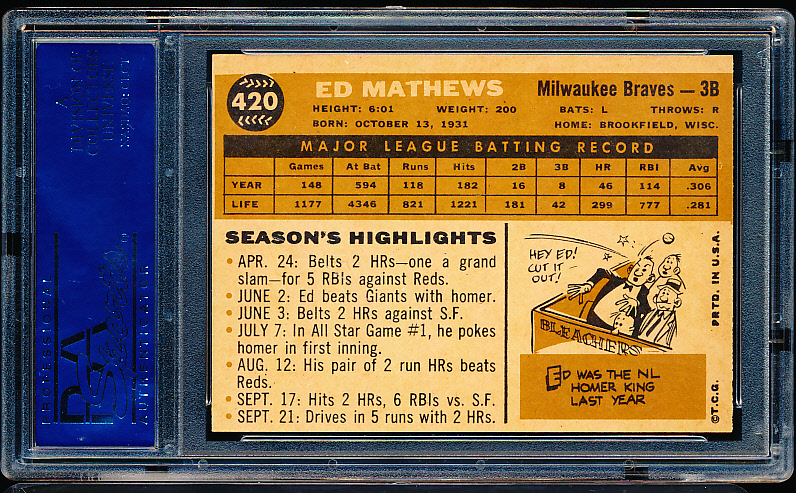 420
ED MATHEWS
Milwaukee Braves — 3B
HEIGHT: 6:01 WEIGHT: 200 BATS: L THROWS: R
BORN: OCTOBER 13, 1931 HOME: BROOKFIELD, WISC.
MAJOR LEAGUE BATTING RECORD
Games At Bat Runs Hits 2B 3B HR RBI Avg
YEAR 148 594 118 182 16 8 46 114 .306
LIFE 1177 4346 821 1221 181 42 299 777 .281
SEASON'S HIGHLIGHTS
• APR. 24: Belts 2 HRs—one a grand
slam—for 5 RBIs against Reds.
• JUNE 2: Ed beats Giants with homer.
• JUNE 3: Belts 2 HRs against S.F.
• JULY 7: In All Star Game #1, he pokes
homer in first inning.
• AUG. 12: His pair of 2 run HRs beats
Reds.
• SEPT. 17: Hits 2 HRs, 6 RBIs vs. S.F.
• SEPT. 21: Drives in 5 runs with 2 HRs.
HEY ED!
CUT IT
OUT!
BLEACHERS
ED WAS THE NL
HOMER KING
LAST YEAR
©T.C.G. PRTD. IN U.S.A.
PSA
PROFESSIONAL
AUTHENTICATOR